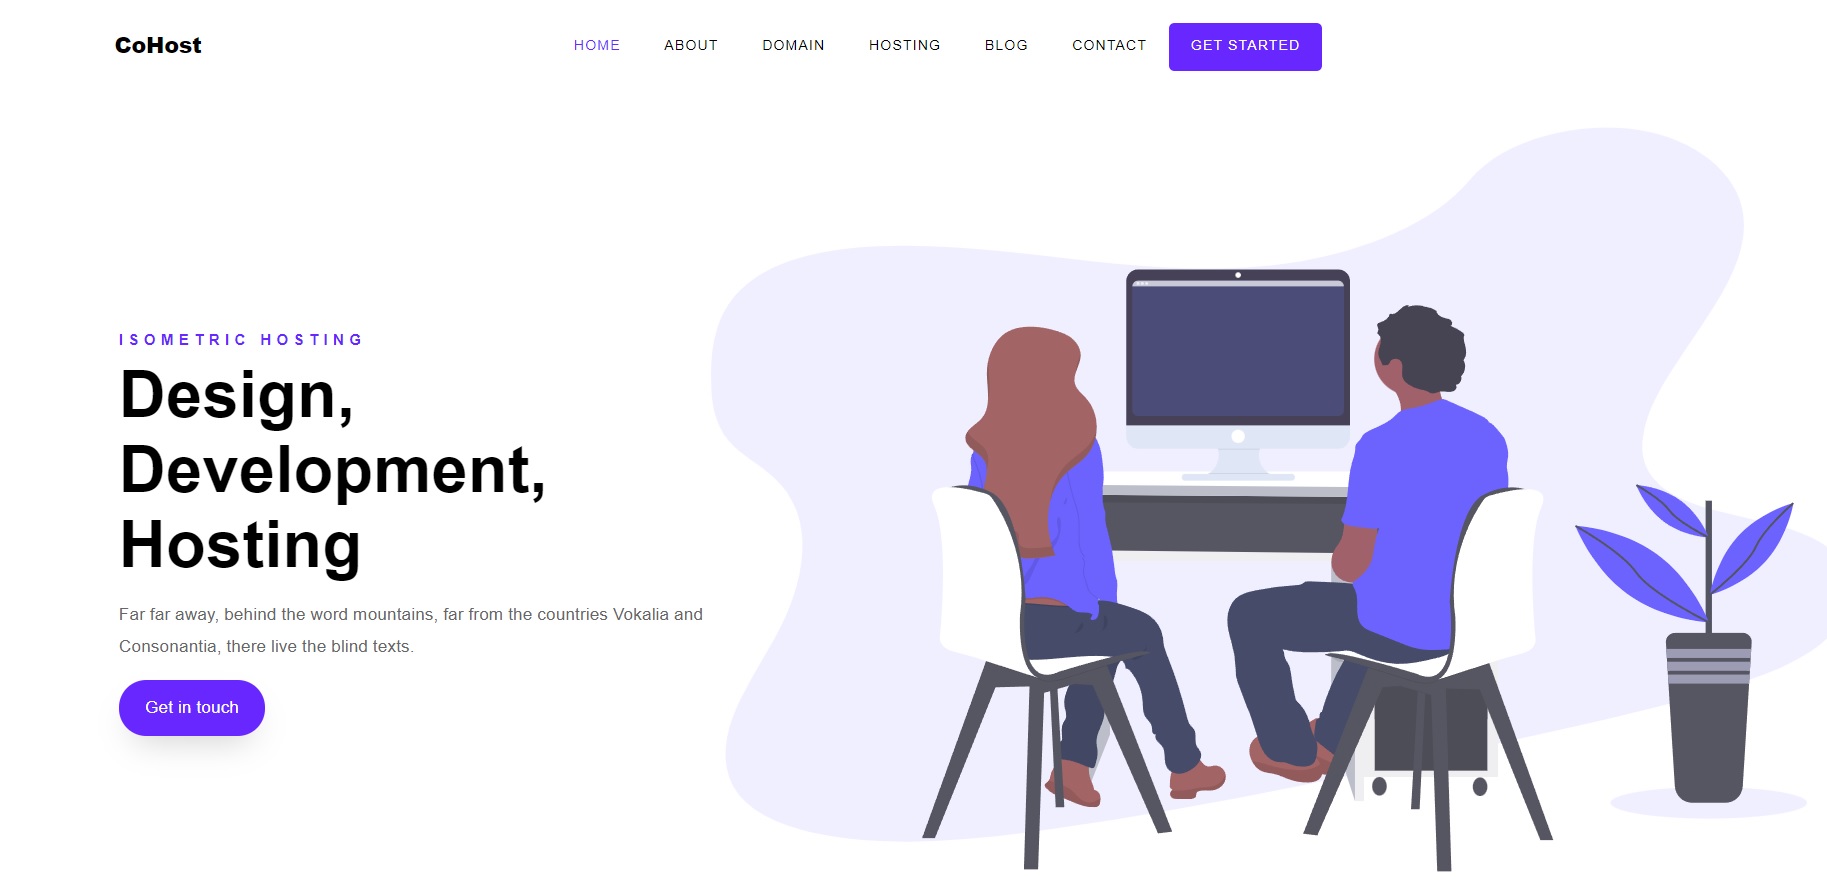 CoHost
HOME ABOUT DOMAIN HOSTING BLOG CONTACT GET STARTED
ISOMETRIC HOSTING
Design,
Development,
Hosting
Far far away, behind the word mountains, far from the countries Vokalia and
Consonantia, there live the blind texts.
Get in touch